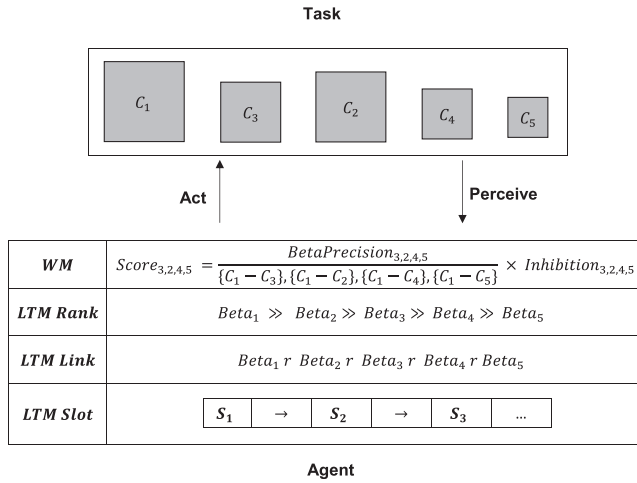 Task
C₁ C₃ C₂ C₄ C₅
Act
Perceive
WM Score₃,₂,₄,₅ = BetaPrecision₃,₂,₄,₅ / {C₁ − C₃}, {C₁ − C₂}, {C₁ − C₄}, {C₁ − C₅} × Inhibition₃,₂,₄,₅
LTM Rank Beta₁ ≫ Beta₂ ≫ Beta₃ ≫ Beta₄ ≫ Beta₅
LTM Link Beta₁ r Beta₂ r Beta₃ r Beta₄ r Beta₅
LTM Slot S₁ → S₂ → S₃ ...
Agent